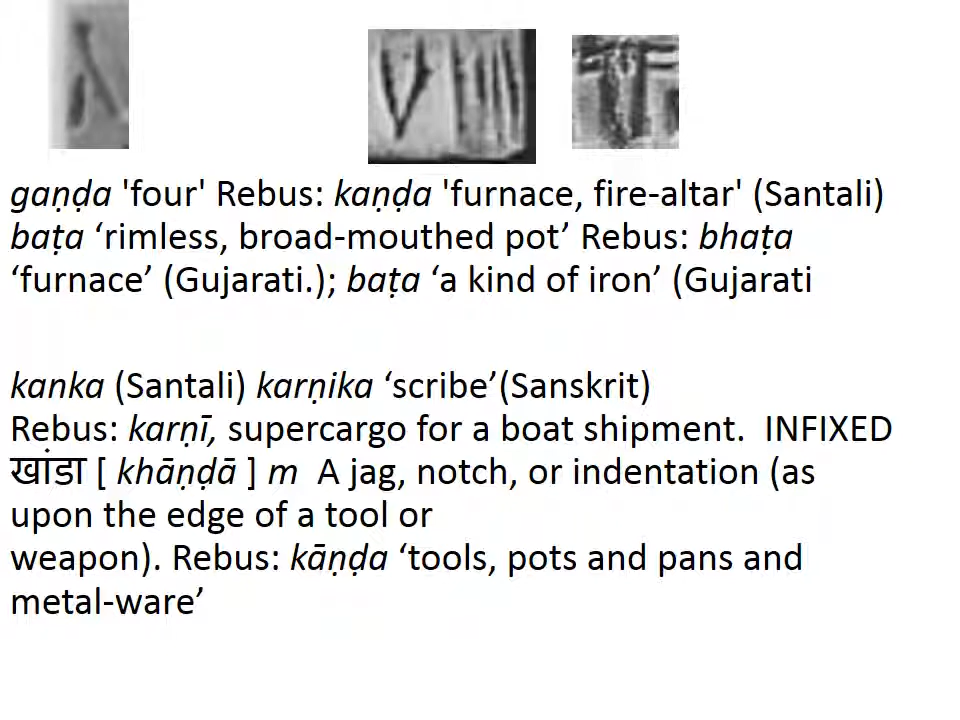 gaṇḍa 'four' Rebus: kaṇḍa 'furnace, fire-altar' (Santali)
baṭa ‘rimless, broad-mouthed pot’ Rebus: bhaṭa
‘furnace’ (Gujarati.); baṭa ‘a kind of iron’ (Gujarati
kanka (Santali) karṇika ‘scribe’(Sanskrit)
Rebus: karṇī, supercargo for a boat shipment. INFIXED
खांडा [ khāṇḍā ] m A jag, notch, or indentation (as
upon the edge of a tool or
weapon). Rebus: kāṇḍa ‘tools, pots and pans and
metal-ware’